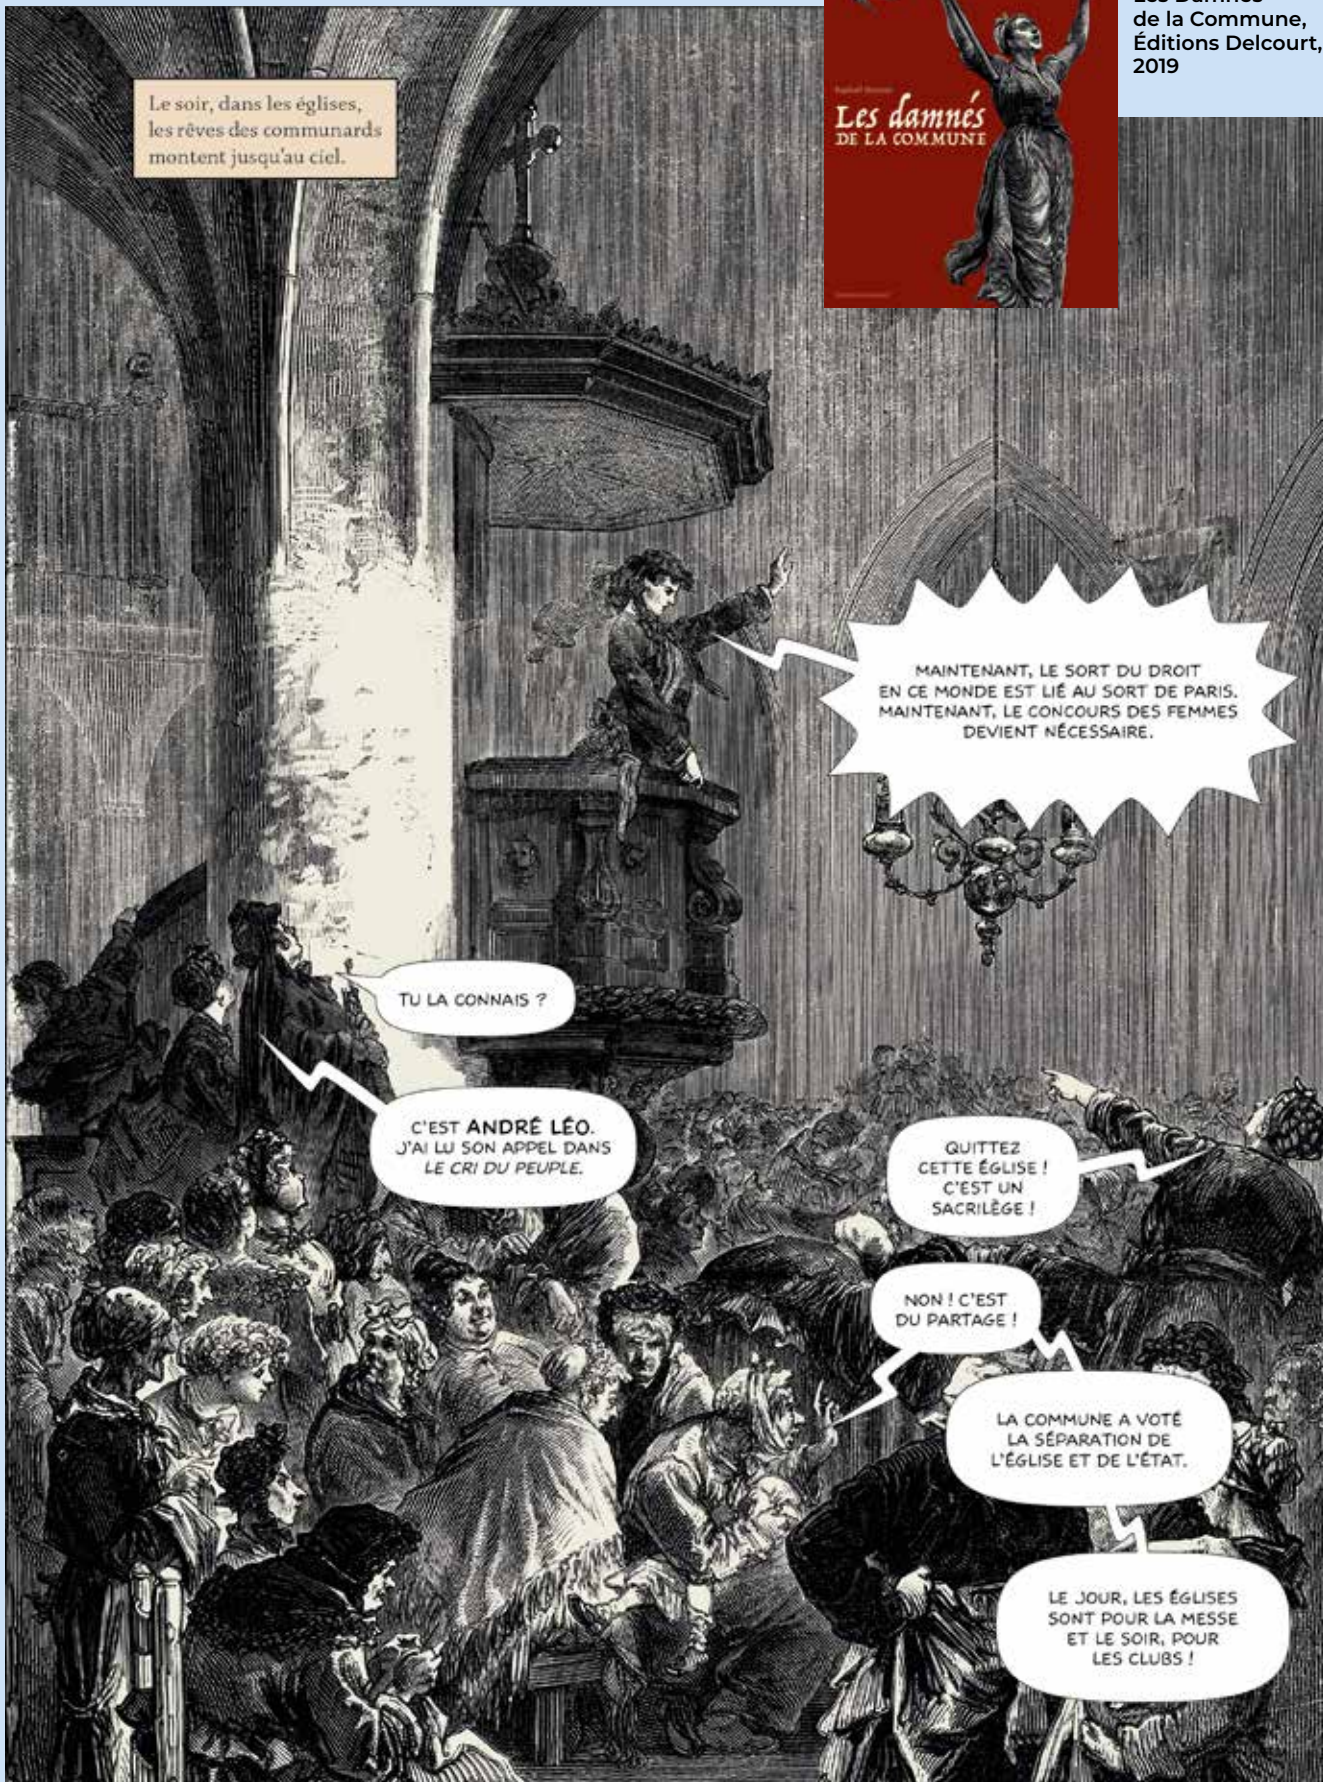 Les Damnés
de la Commune,
Éditions Delcourt,
2019
Les damnés
DE LA COMMUNE
Le soir, dans les églises,
les rêves des communards
montent jusqu'au ciel.
MAINTENANT, LE SORT DU DROIT
EN CE MONDE EST LIÉ AU SORT DE PARIS.
MAINTENANT, LE CONCOURS DES FEMMES
DEVIENT NÉCESSAIRE.
TU LA CONNAIS ?
C'EST ANDRÉ LÉO.
J'AI LU SON APPEL DANS
LE CRI DU PEUPLE.
QUITTEZ
CETTE ÉGLISE !
C'EST UN
SACRILÈGE !
NON ! C'EST
DU PARTAGE !
LA COMMUNE A VOTÉ
LA SÉPARATION DE
L'ÉGLISE ET DE L'ÉTAT.
LE JOUR, LES ÉGLISES
SONT POUR LA MESSE
ET LE SOIR, POUR
LES CLUBS !